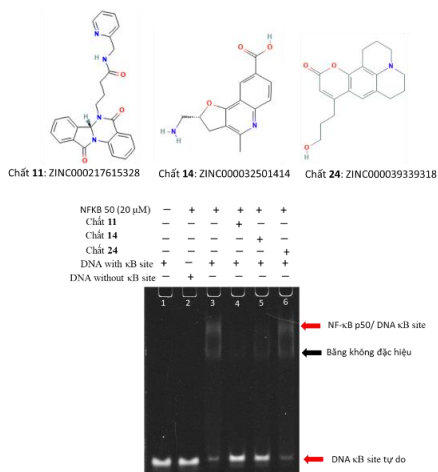 Chất 11: ZINC000217615328
Chất 14: ZINC000032501414
Chất 24: ZINC000039339318
NFKB 50 (20 μM) – + + + + +
Chất 11 +
Chất 14 +
Chất 24 +
DNA with κB site + – + + + +
DNA without κB site – + – – – –
1 2 3 4 5 6
NF-κB p50/ DNA κB site
Băng không đặc hiệu
DNA κB site tự do